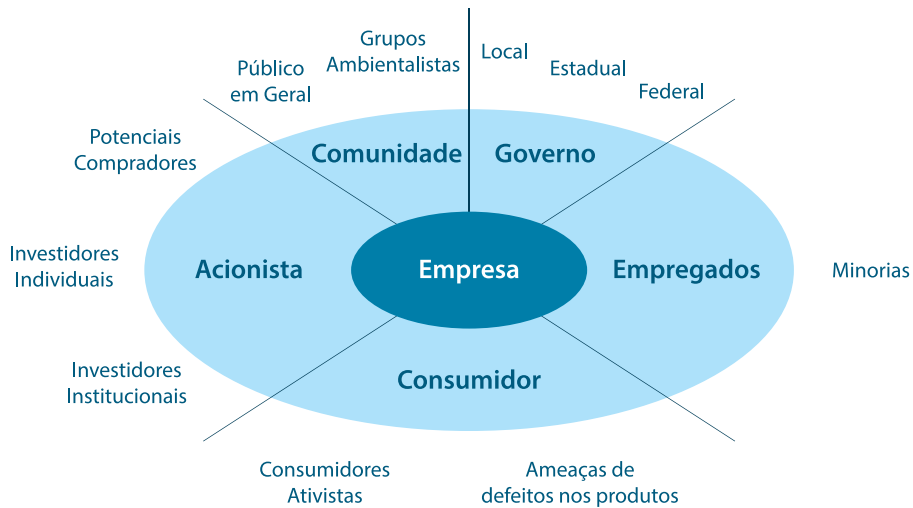 Grupos
Ambientalistas
Local
Público
em Geral
Estadual
Federal
Potenciais
Compradores
Comunidade
Governo
Investidores
Individuais
Acionista
Empresa
Empregados
Minorias
Investidores
Institucionais
Consumidor
Consumidores
Ativistas
Ameaças de
defeitos nos produtos